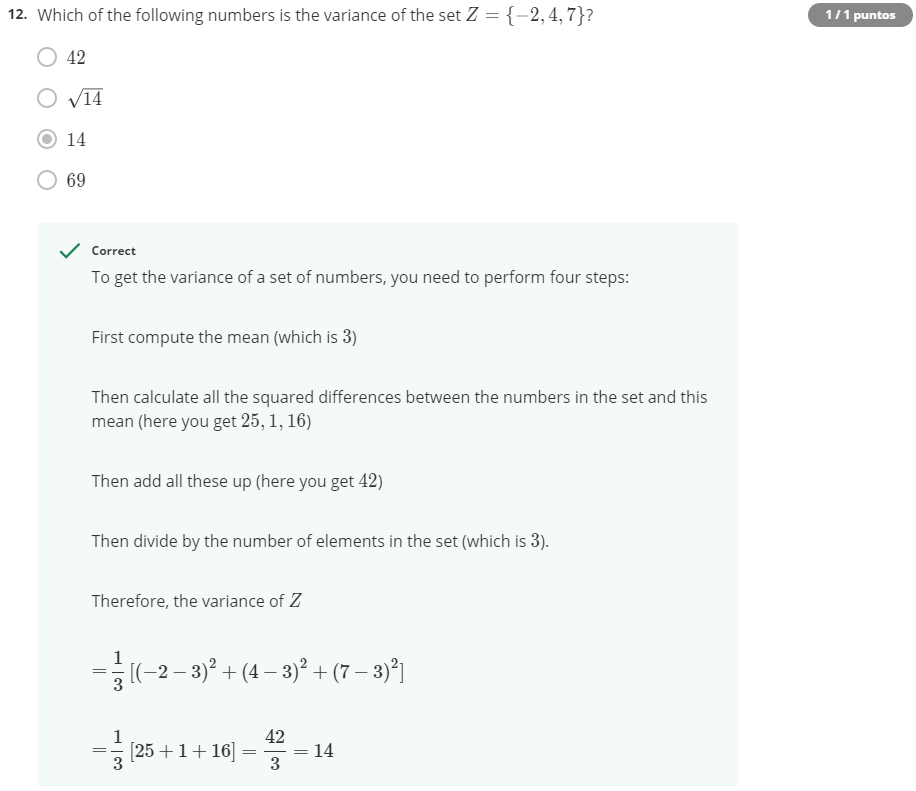 12. Which of the following numbers is the variance of the set Z = {−2, 4, 7}?
1 / 1 puntos
42
√14
14
69
Correct
To get the variance of a set of numbers, you need to perform four steps:
First compute the mean (which is 3)
Then calculate all the squared differences between the numbers in the set and this
mean (here you get 25, 1, 16)
Then add all these up (here you get 42)
Then divide by the number of elements in the set (which is 3).
Therefore, the variance of Z
= 1/3 [(−2 − 3)² + (4 − 3)² + (7 − 3)²]
= 1/3 [25 + 1 + 16] = 42/3 = 14